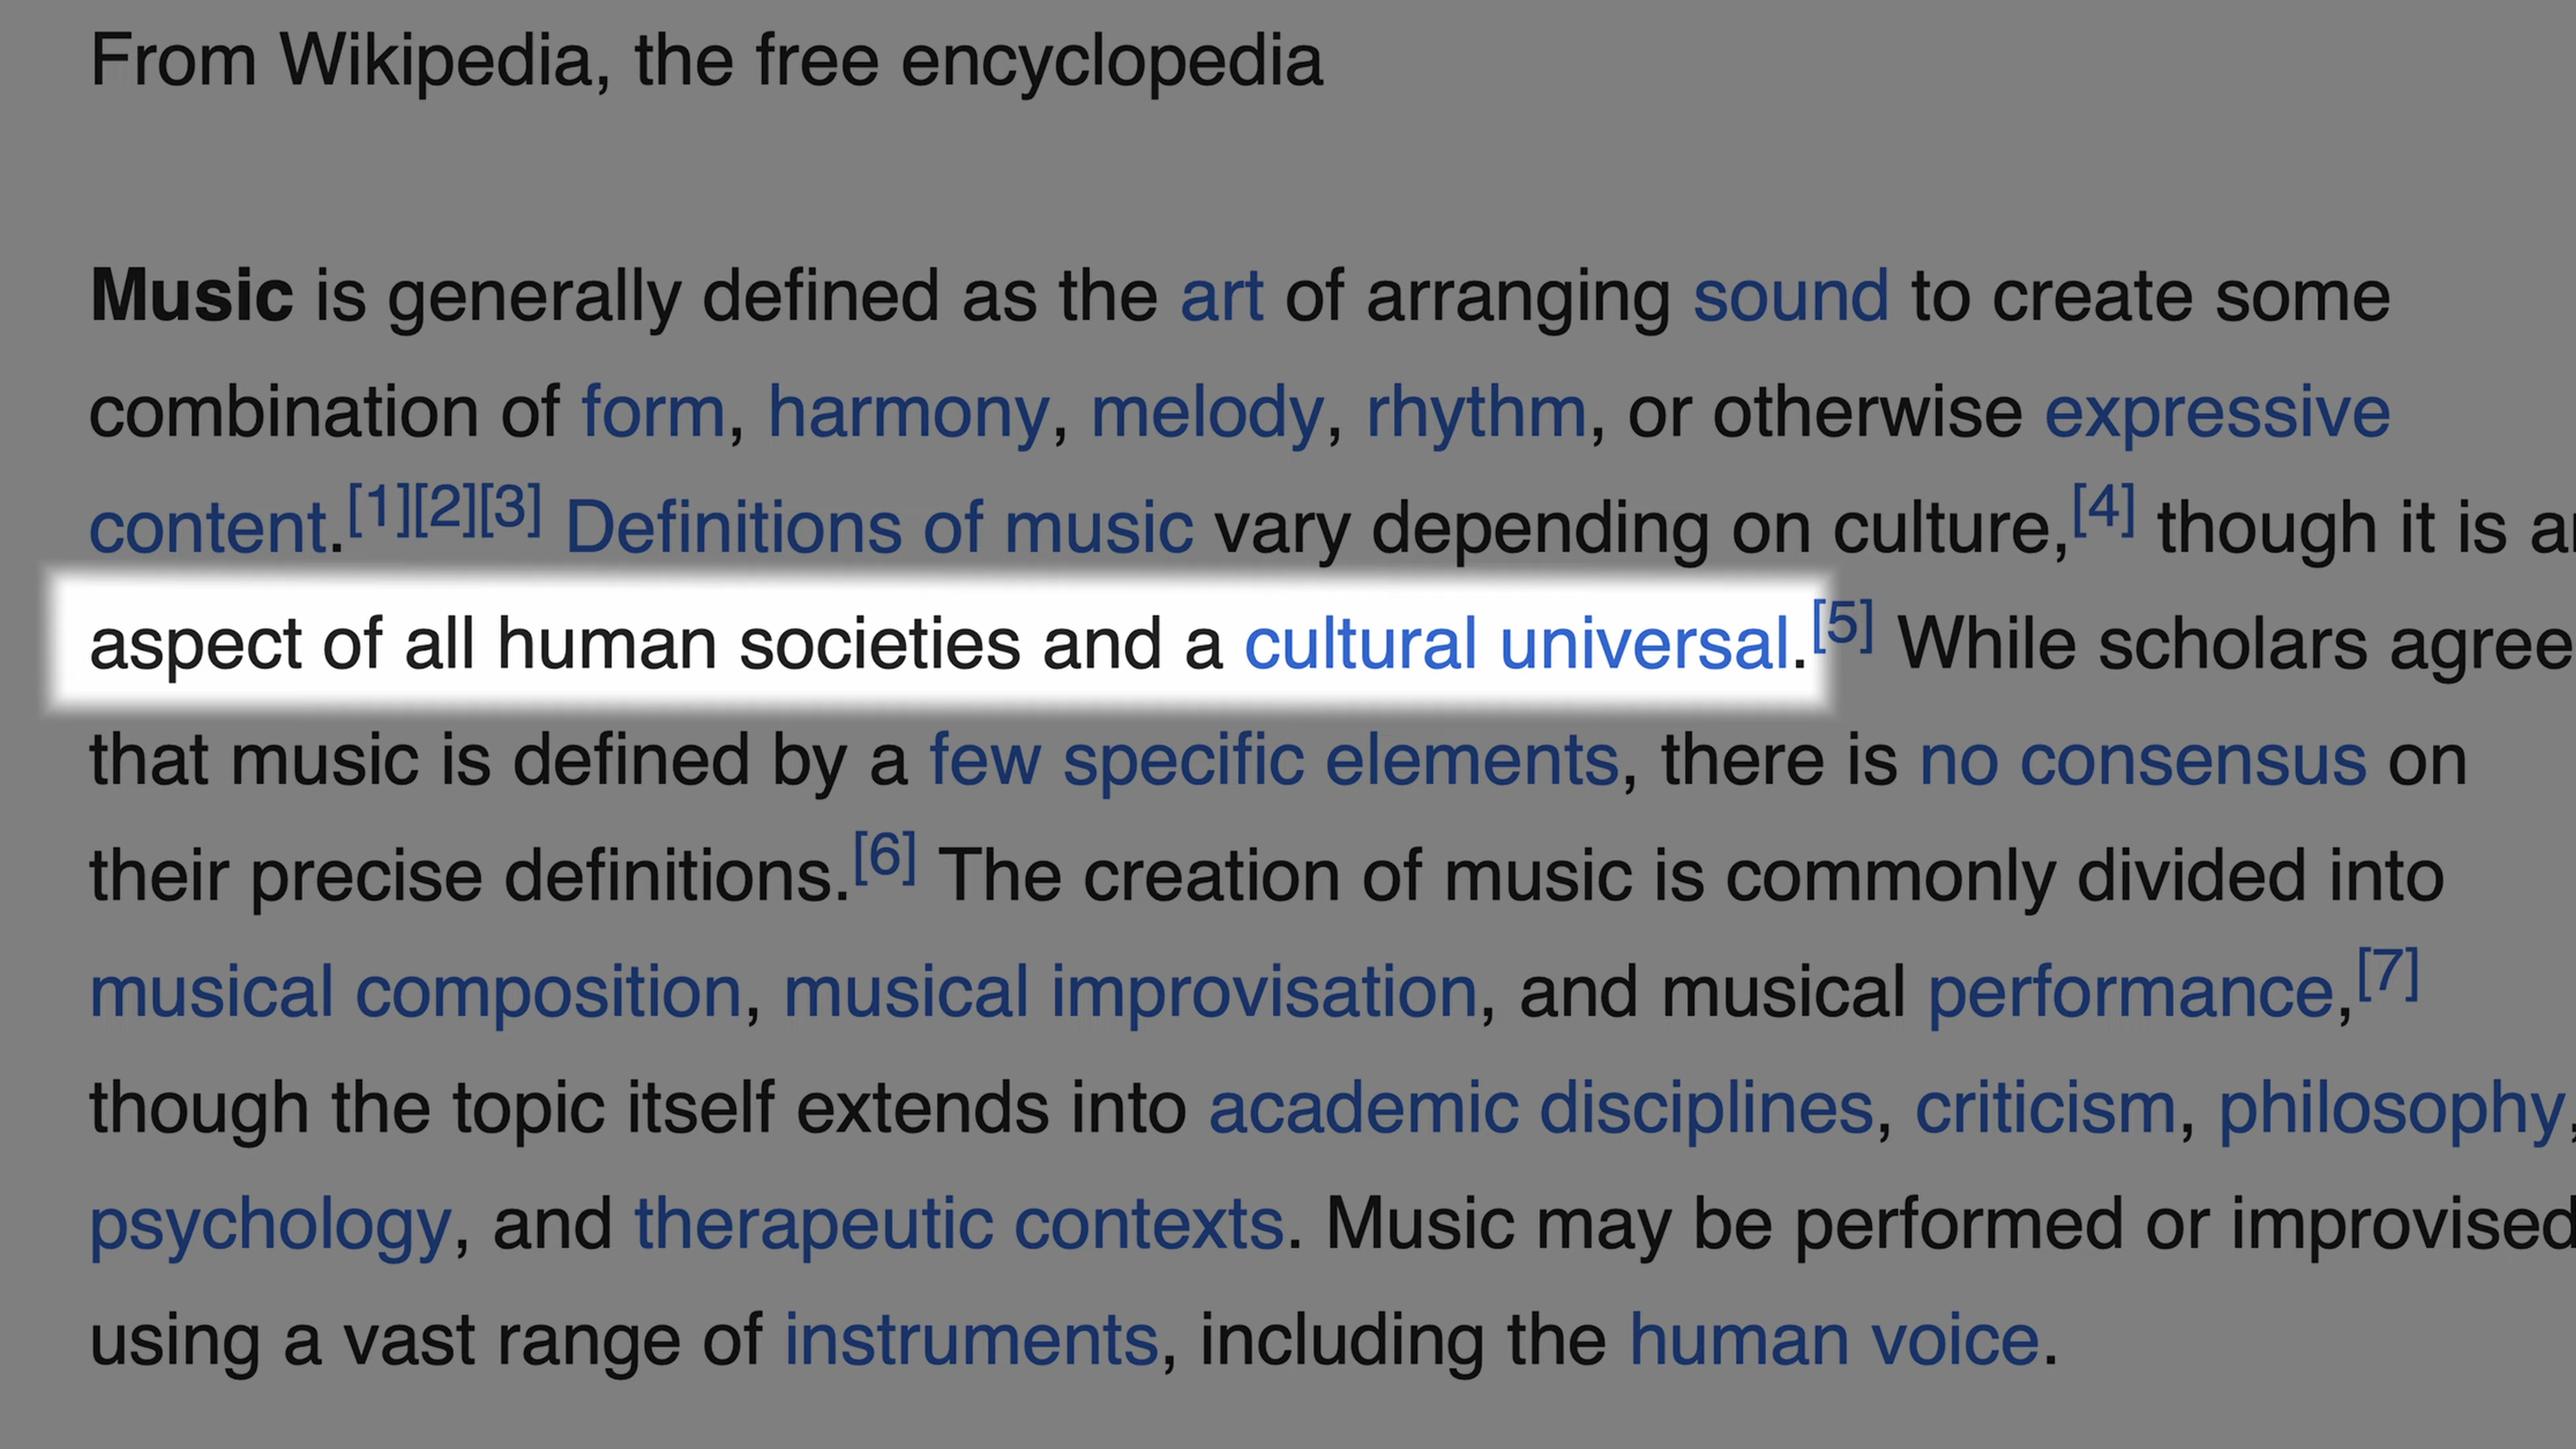 From Wikipedia, the free encyclopedia
Music is generally defined as the art of arranging sound to create some
combination of form, harmony, melody, rhythm, or otherwise expressive
content.[1][2][3] Definitions of music vary depending on culture,[4] though it is
aspect of all human societies and a cultural universal.[5] While scholars agree
that music is defined by a few specific elements, there is no consensus on
their precise definitions.[6] The creation of music is commonly divided into
musical composition, musical improvisation, and musical performance,[7]
though the topic itself extends into academic disciplines, criticism, philosophy,
psychology, and therapeutic contexts. Music may be performed or improvised
using a vast range of instruments, including the human voice.